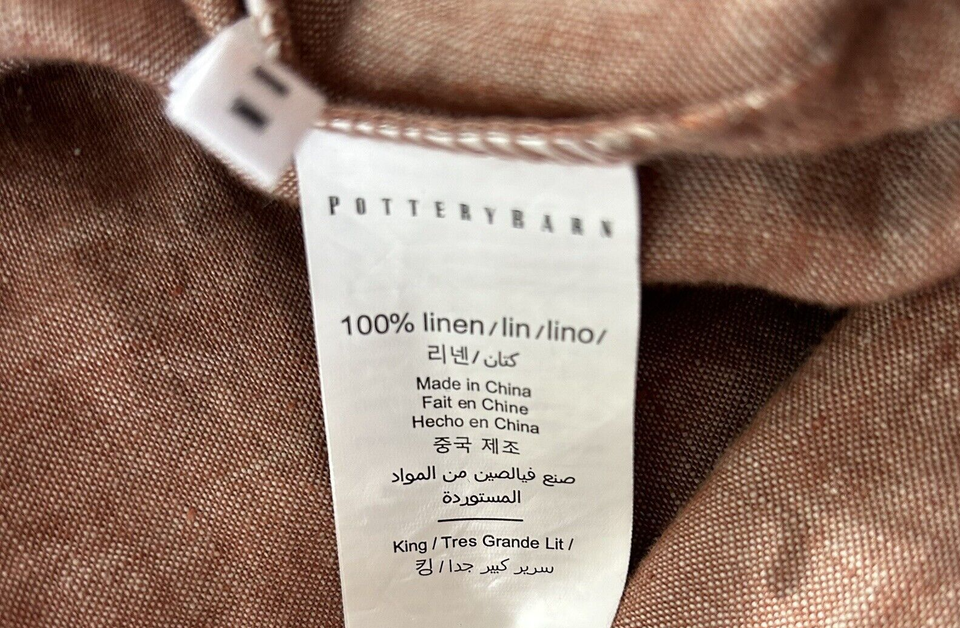 POTTERYBARN
100% linen/lin/lino/
리넨/كتان
Made in China
Fait en Chine
Hecho en China
중국 제조
صنع فيالصين من المواد
المستوردة
King / Tres Grande Lit /
킹/سرير كبير جدا